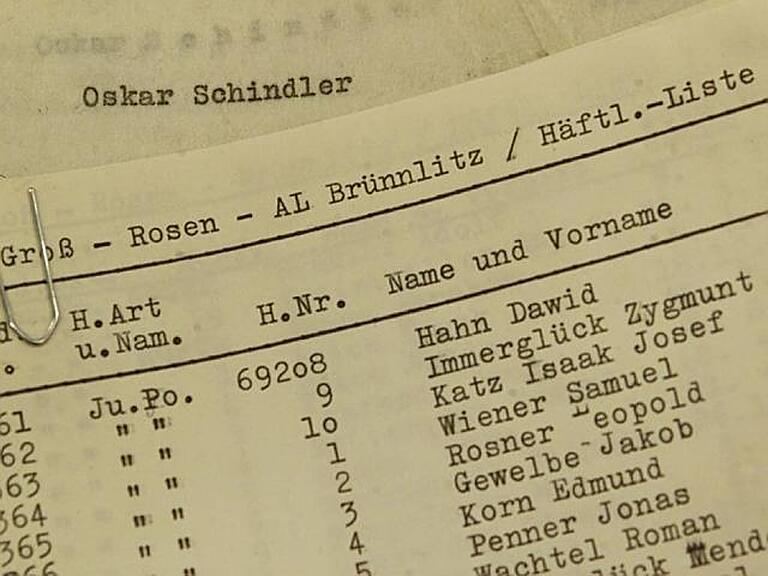 Oskar Schindler
Groß - Rosen - AL Brünnlitz / Häftl.-Liste
H.Art u.Nam. H.Nr. Name und Vorname
61 Ju.Po. 69208 Hahn Dawid
62 " " 9 Immerglück Zygmunt
363 " " 1o Katz Isaak Josef
364 " " 1 Wiener Samuel
365 " " 2 Rosner Leopold
366 3 Gewelbe Jakob
4 Korn Edmund
5 Penner Jonas
Wachtel Roman